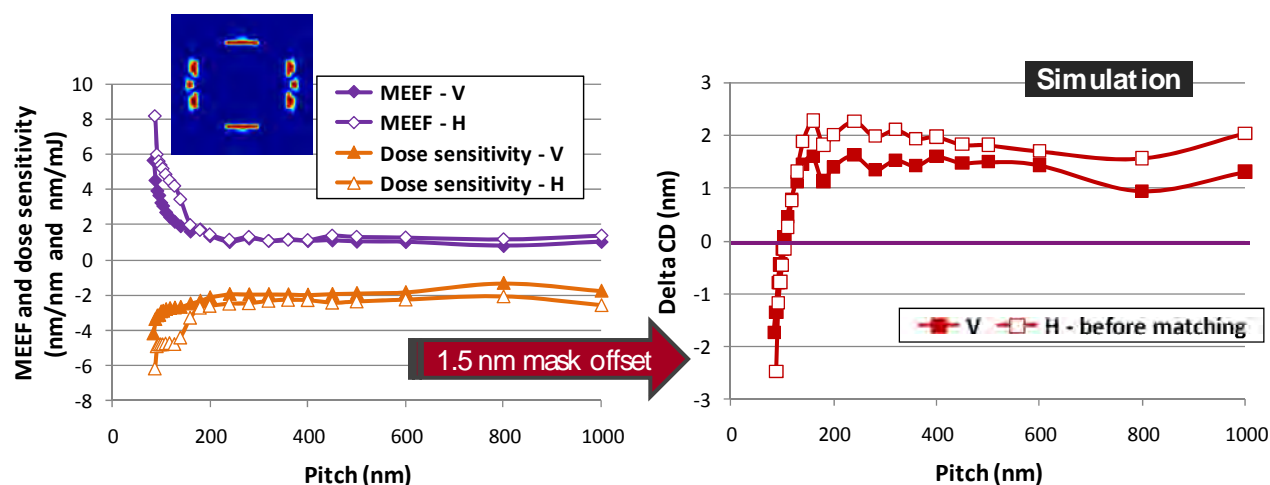 MEEF and dose sensitivity
(nm/nm and nm/mJ)
10
8
6
4
2
0
-2
-4
-6
-8
MEEF - V
MEEF - H
Dose sensitivity - V
Dose sensitivity - H
0
200
400
600
800
1000
Pitch (nm)
1.5 nm mask offset
Simulation
Delta CD (nm)
3
2
1
0
-1
-2
-3
V
H - before matching
0
200
400
600
800
1000
Pitch (nm)